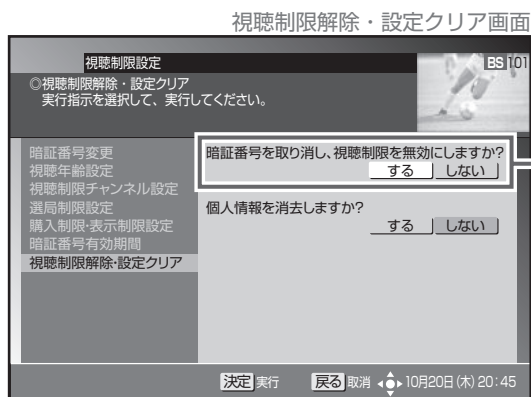 視聴制限解除・設定クリア画面
視聴制限設定
BS 101
◎視聴制限解除・設定クリア
実行指示を選択して、実行してください。
暗証番号変更
視聴年齢設定
視聴制限チャンネル設定
選局制限設定
購入制限・表示制限設定
暗証番号有効期間
視聴制限解除・設定クリア
暗証番号を取り消し、視聴制限を無効にしますか?
する しない
個人情報を消去しますか?
する しない
決定 実行 戻る 取消 10月20日(木)20:45